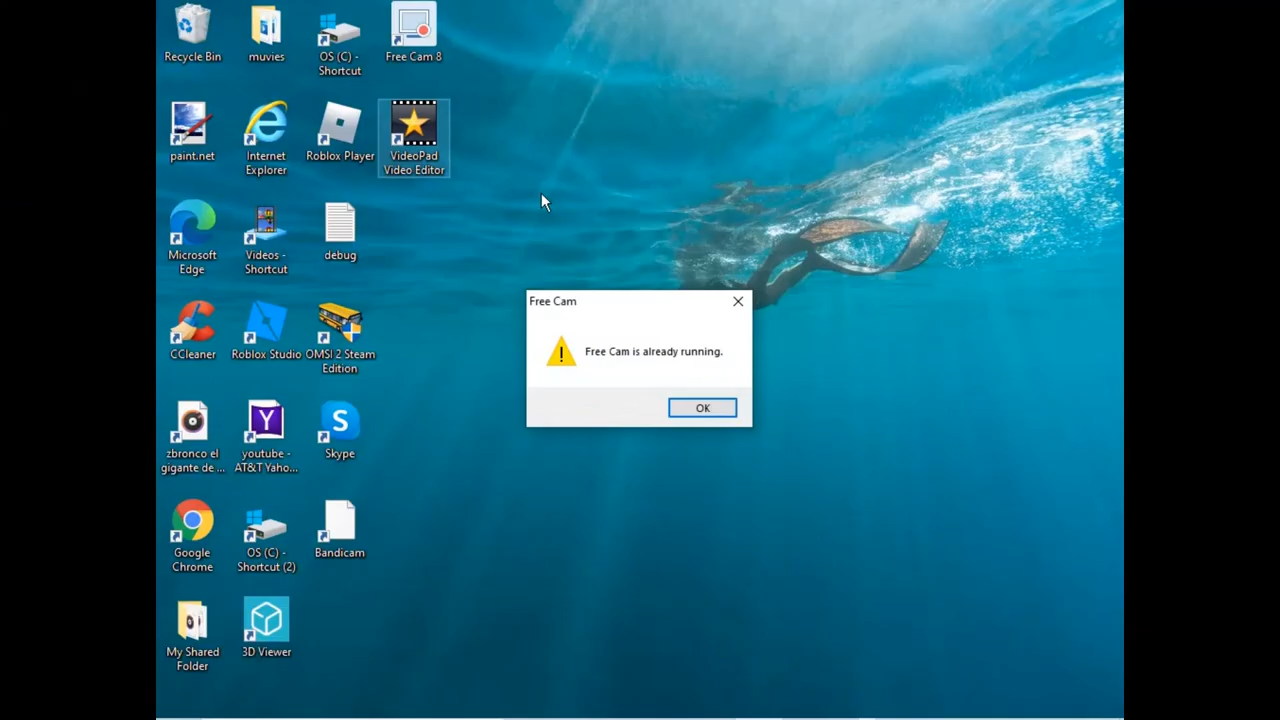 Recycle Bin
muvies
OS (C) -
Shortcut
Free Cam 8
paint.net
Internet
Explorer
Roblox Player
VideoPad
Video Editor
Microsoft
Edge
Videos -
Shortcut
debug
Free Cam
Free Cam is already running.
OK
CCleaner
Roblox Studio
OMSI 2 Steam
Edition
zbronco el
gigante de ...
Y
youtube -
AT&T Yaho...
S
Skype
Google
Chrome
OS (C) -
Shortcut (2)
Bandicam
My Shared
Folder
3D Viewer